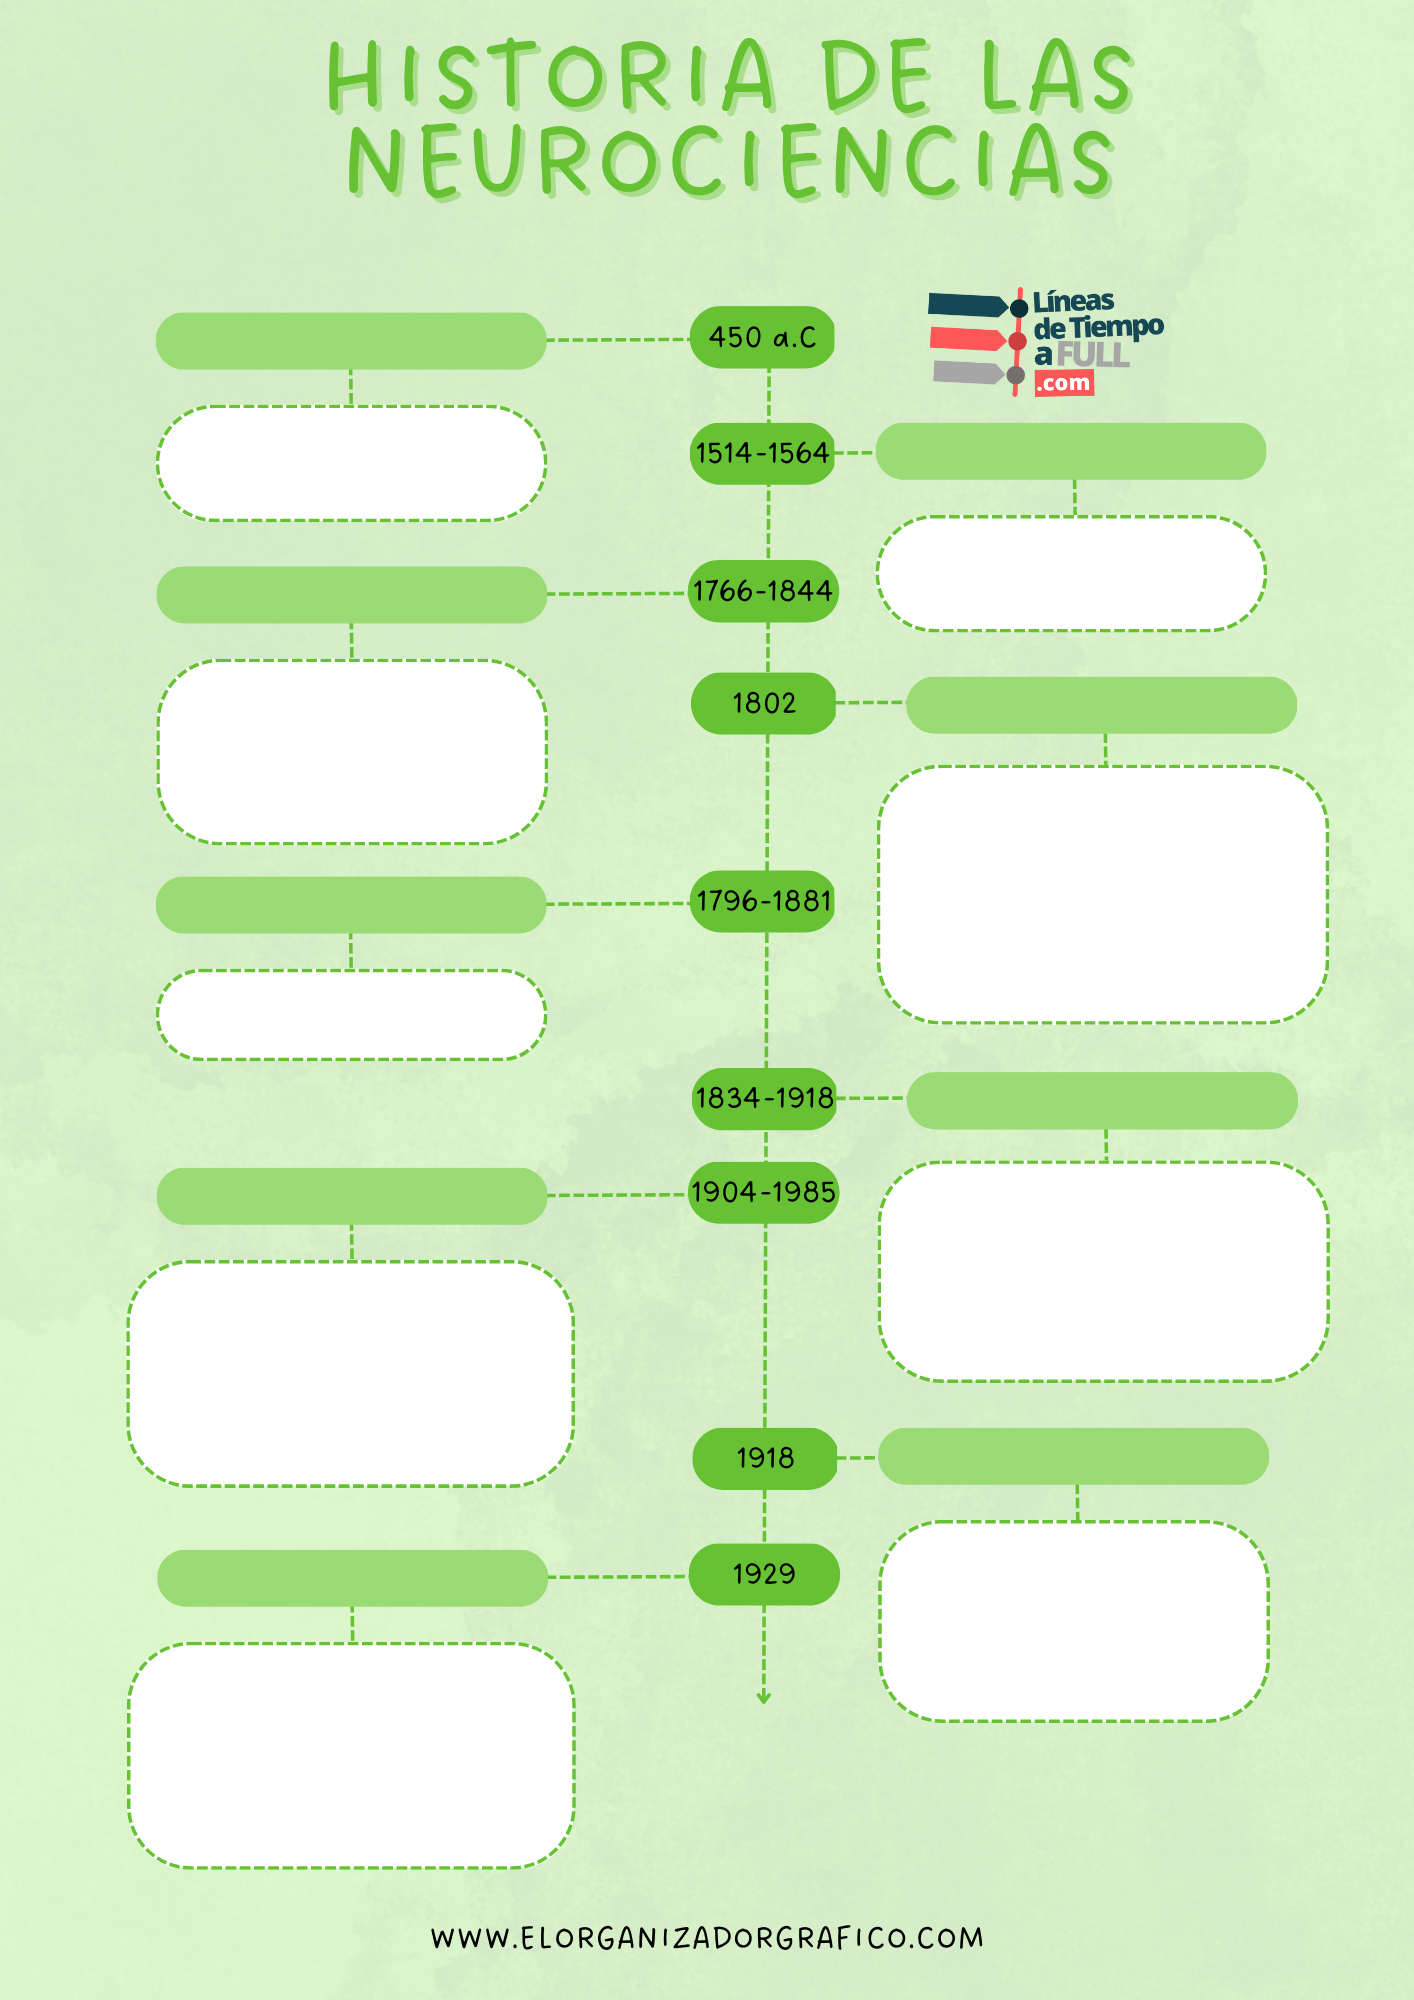 HISTORIA DE LAS
NEUROCIENCIAS
450 a.C
Líneas
de Tiempo
a FULL
.com
1514-1564
1766-1844
1802
1796-1881
1834-1918
1904-1985
1918
1929
WWW.ELORGANIZADORGRAFICO.COM